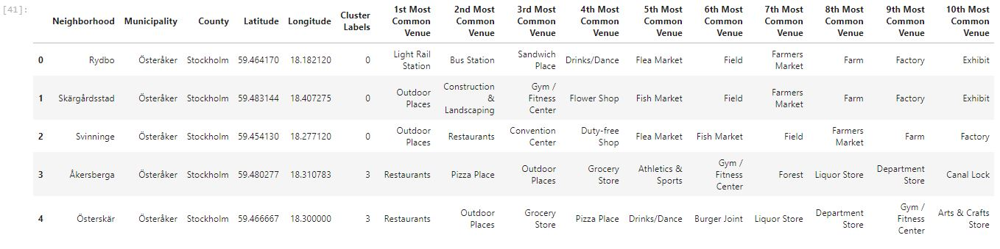 [41]:
Neighborhood Municipality County Latitude Longitude Cluster Labels 1st Most Common Venue 2nd Most Common Venue 3rd Most Common Venue 4th Most Common Venue 5th Most Common Venue 6th Most Common Venue 7th Most Common Venue 8th Most Common Venue 9th Most Common Venue 10th Most Common Venue
0 Rydbo Österåker Stockholm 59.464170 18.182120 0 Light Rail Station Bus Station Sandwich Place Drinks/Dance Flea Market Field Farmers Market Farm Factory Exhibit
1 Skärgårdsstad Österåker Stockholm 59.483144 18.407275 0 Outdoor Places Construction & Landscaping Gym / Fitness Center Flower Shop Fish Market Field Farmers Market Farm Factory Exhibit
2 Svinninge Österåker Stockholm 59.454130 18.277120 0 Outdoor Places Restaurants Convention Center Duty-free Shop Flea Market Fish Market Field Farmers Market Farm Factory
3 Åkersberga Österåker Stockholm 59.480277 18.310783 3 Restaurants Pizza Place Outdoor Places Grocery Store Athletics & Sports Gym / Fitness Center Forest Liquor Store Department Store Canal Lock
4 Österskär Österåker Stockholm 59.466667 18.300000 3 Restaurants Outdoor Places Grocery Store Pizza Place Drinks/Dance Burger Joint Liquor Store Department Store Gym / Fitness Center Arts & Crafts Store